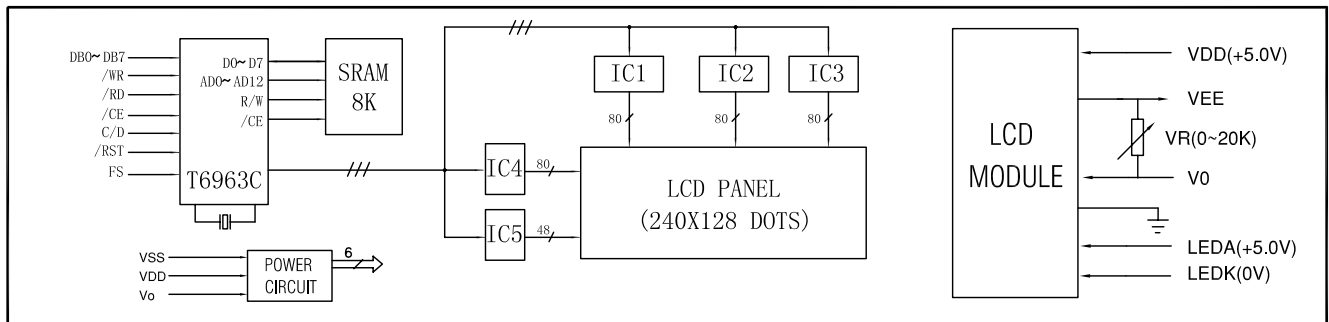 DB0~DB7
/WR
/RD
/CE
C/D
/RST
FS
D0~D7
AD0~AD12
R/W
/CE
T6963C
SRAM
8K
IC1
IC2
IC3
80
80
80
IC4
80
IC5
48
LCD PANEL
(240X128 DOTS)
VSS
VDD
Vo
POWER
CIRCUIT
6
LCD
MODULE
VDD(+5.0V)
VEE
VR(0~20K)
V0
LEDA(+5.0V)
LEDK(0V)